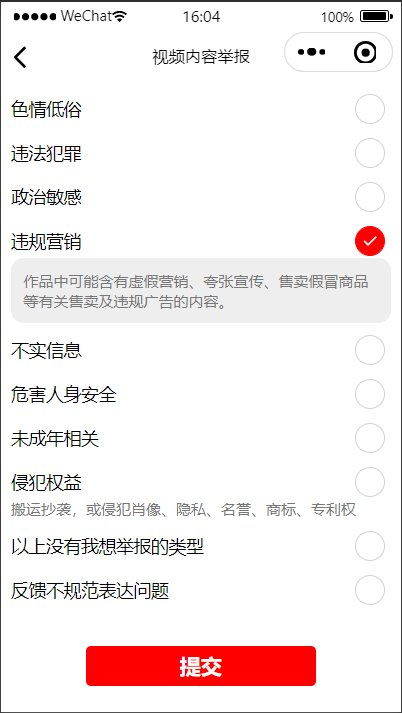 WeChat 16:04 100%
视频内容举报
色情低俗
违法犯罪
政治敏感
违规营销
作品中可能含有虚假营销、夸张宣传、售卖假冒商品
等有关售卖及违规广告的内容。
不实信息
危害人身安全
未成年相关
侵犯权益
搬运抄袭，或侵犯肖像、隐私、名誉、商标、专利权
以上没有我想举报的类型
反馈不规范表达问题
提交